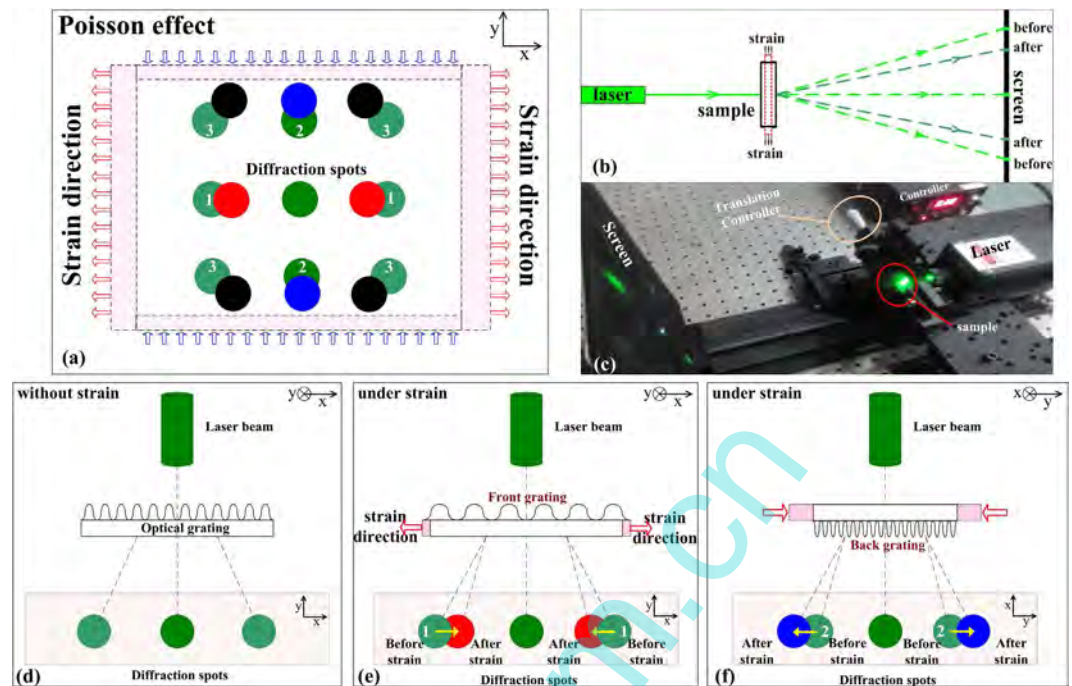 Poisson effect
y
x
Strain direction
3
2
3
Diffraction spots
1
1
3
2
3
Strain direction
(a)
strain
before
after
laser
sample
screen
strain
after
before
(b)
Translation
Controller
Controller
Screen
Laser
sample
(c)
without strain
y
x
Laser beam
Optical grating
y
x
(d)
Diffraction spots
under strain
y
x
Laser beam
Front grating
strain
direction
strain
direction
y
x
1
1
Before
strain
After
strain
After
strain
Before
strain
(e)
Diffraction spots
under strain
x
y
Laser beam
Back grating
x
y
2
2
After
strain
Before
strain
Before
strain
After
strain
(f)
Diffraction spots